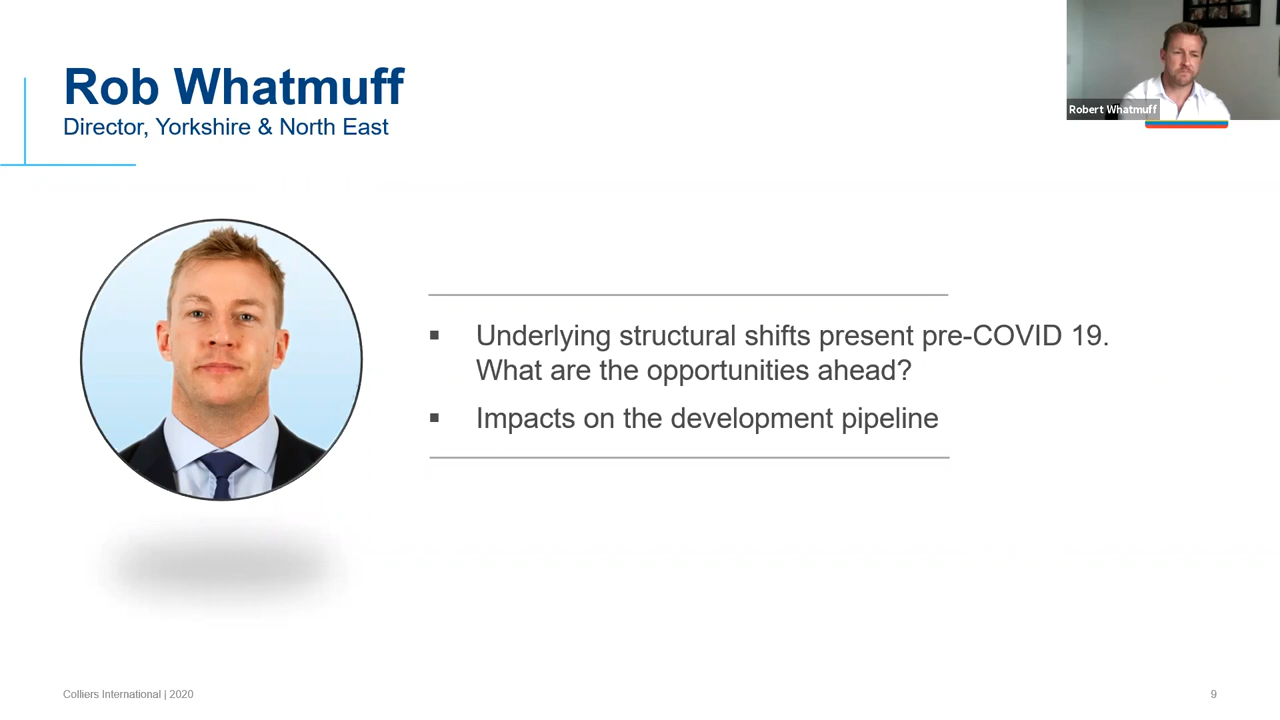 Rob Whatmuff
Director, Yorkshire & North East
Robert Whatmuff
▪ Underlying structural shifts present pre-COVID 19.
What are the opportunities ahead?
▪ Impacts on the development pipeline
Colliers International | 2020
9